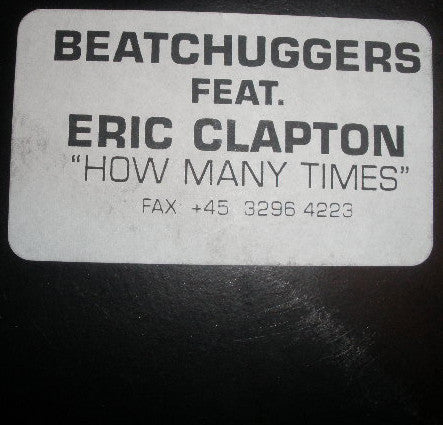 BEATCHUGGERS
FEAT.
ERIC CLAPTON
"HOW MANY TIMES"
FAX: +45 3296 4223